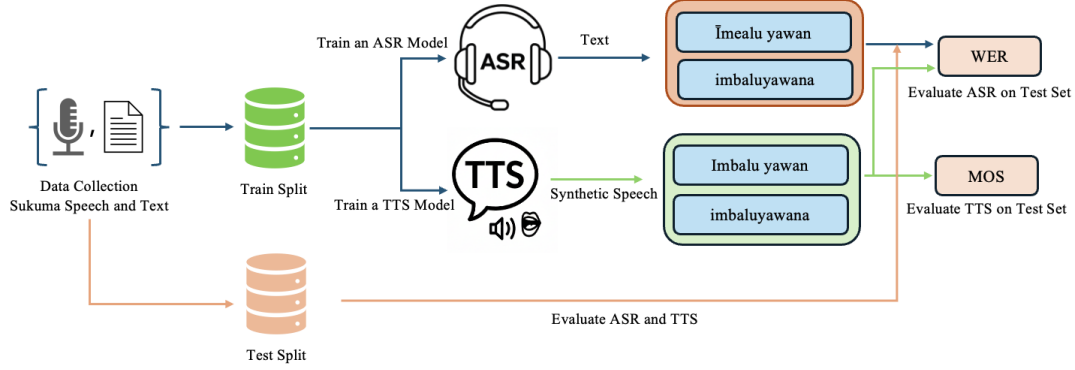 Train an ASR Model
ASR
Text
Īmealu yawan
imbaluyawana
WER
Evaluate ASR on Test Set
,
Data Collection
Sukuma Speech and Text
Train Split
Train a TTS Model
TTS
Synthetic Speech
Imbalu yawan
imbaluyawana
MOS
Evaluate TTS on Test Set
Evaluate ASR and TTS
Test Split